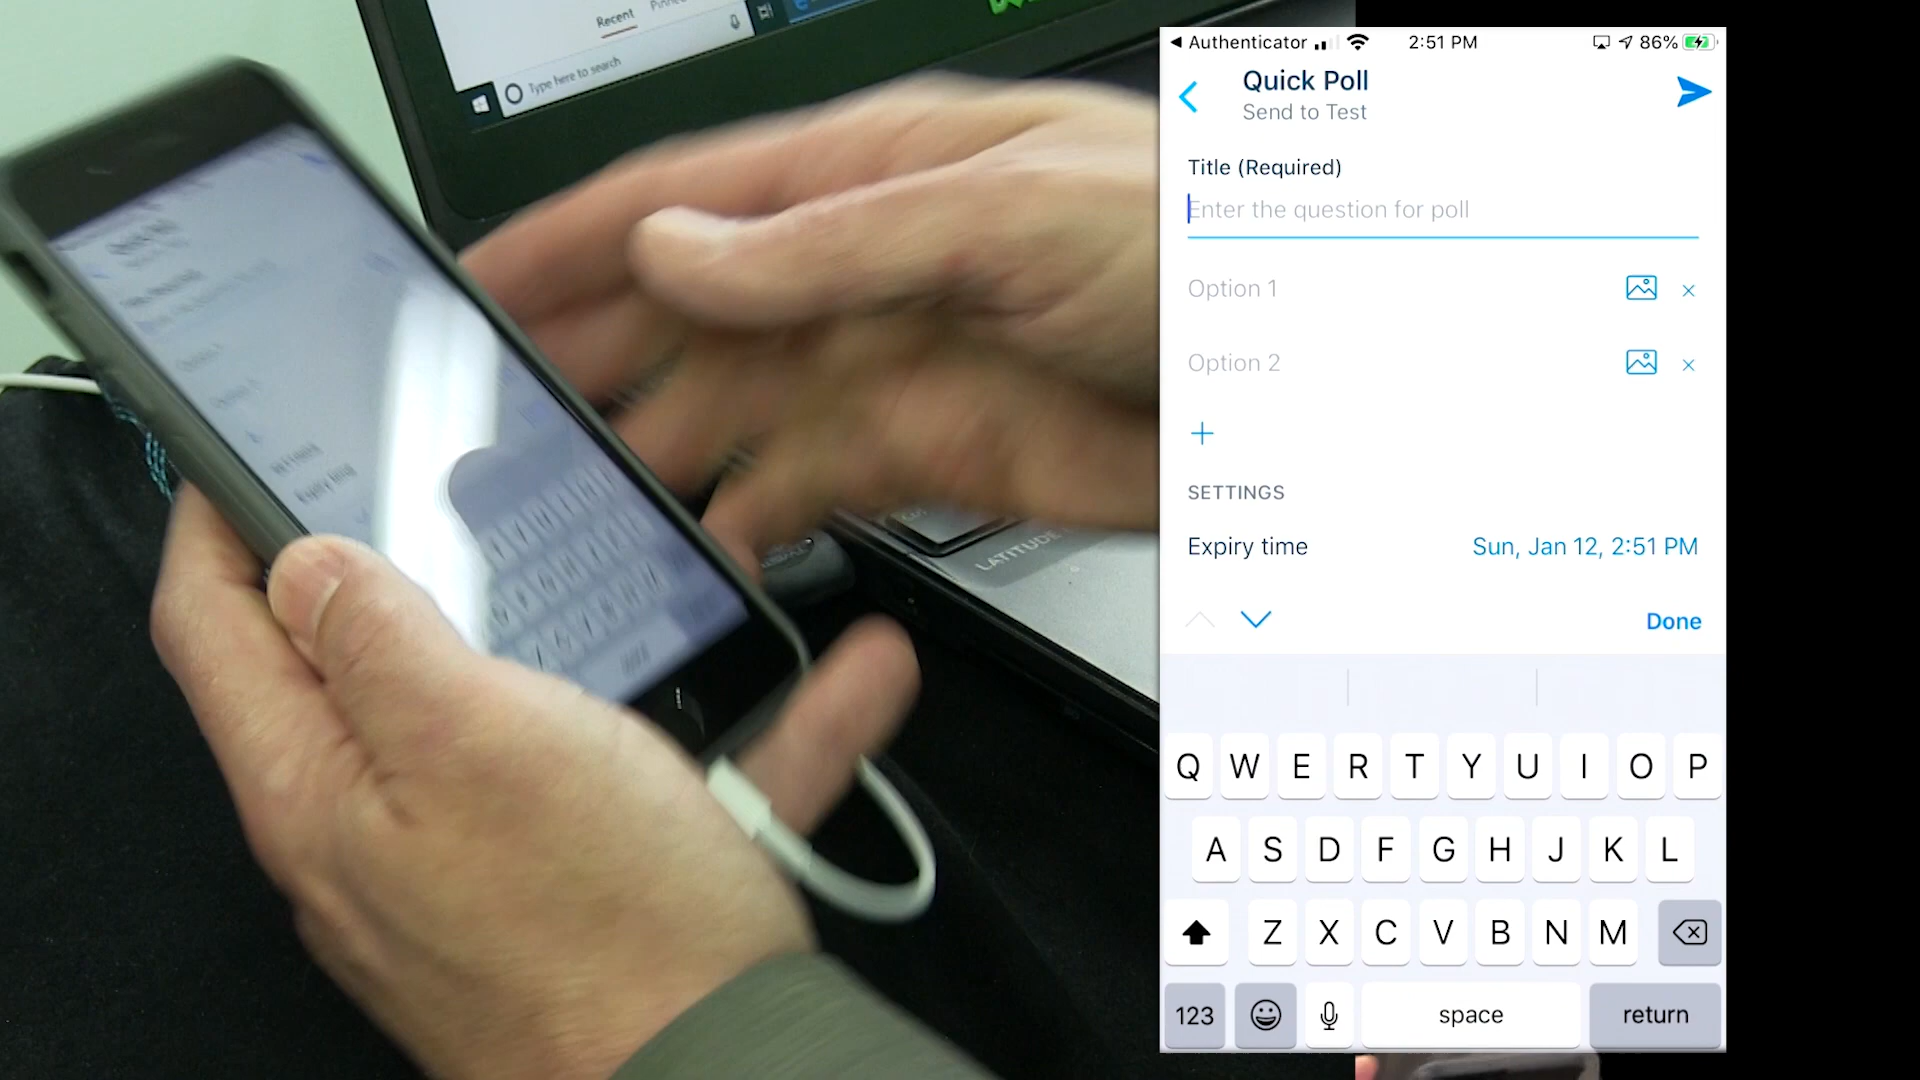 Recent
Type here to search
LATITUDE
Authenticator 2:51 PM 86%
Quick Poll
Send to Test
Title (Required)
Enter the question for poll
Option 1
Option 2
SETTINGS
Expiry time Sun, Jan 12, 2:51 PM
Done
Q W E R T Y U I O P
A S D F G H J K L
Z X C V B N M
123 space return